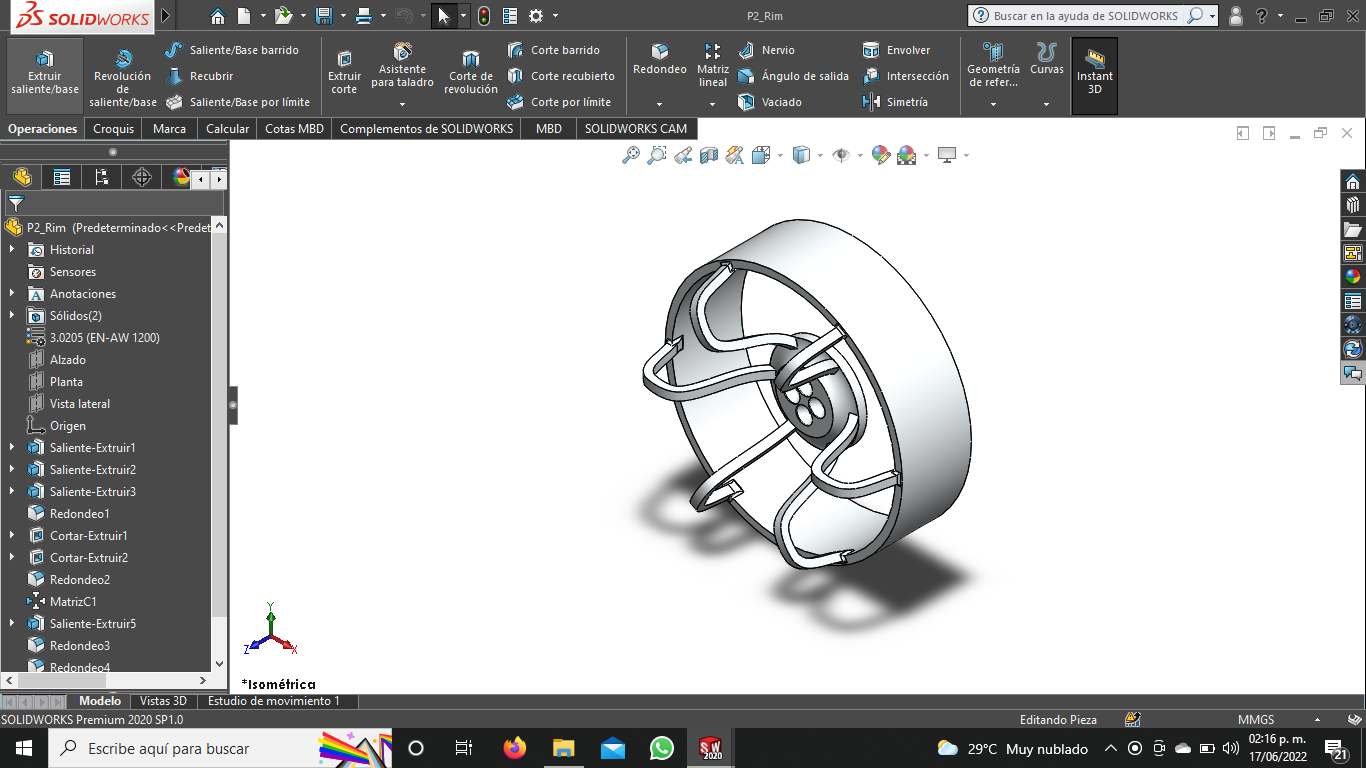 SOLIDWORKS
P2_Rim
Buscar en la ayuda de SOLIDWORKS
?
Extruir saliente/base
Revolución de saliente/base
Saliente/Base barrido
Recubrir
Saliente/Base por límite
Extruir corte
Asistente para taladro
Corte de revolución
Corte barrido
Corte recubierto
Corte por límite
Redondeo
Matriz lineal
Nervio
Ángulo de salida
Vaciado
Envolver
Intersección
Simetría
Geometría de refer...
Curvas
Instant 3D
Operaciones
Croquis
Marca
Calcular
Cotas MBD
Complementos de SOLIDWORKS
MBD
SOLIDWORKS CAM
P2_Rim (Predeterminado<<Predet
Historial
Sensores
Anotaciones
Sólidos(2)
3.0205 (EN-AW 1200)
Alzado
Planta
Vista lateral
Origen
Saliente-Extruir1
Saliente-Extruir2
Saliente-Extruir3
Redondeo1
Cortar-Extruir1
Cortar-Extruir2
Redondeo2
MatrizC1
Saliente-Extruir5
Redondeo3
Redondeo4
Y
Z
X
*Isométrica
Modelo
Vistas 3D
Estudio de movimiento 1
SOLIDWORKS Premium 2020 SP1.0
Editando Pieza
MMGS
Escribe aquí para buscar
SW
2020
29°C Muy nublado
02:16 p. m.
17/06/2022
21